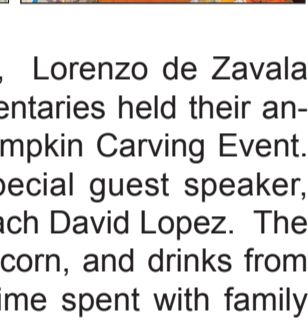 , Lorenzo de Zavala
entaries held their an-
mpkin Carving Event.
pecial guest speaker,
ach David Lopez. The
corn, and drinks from
ime spent with family